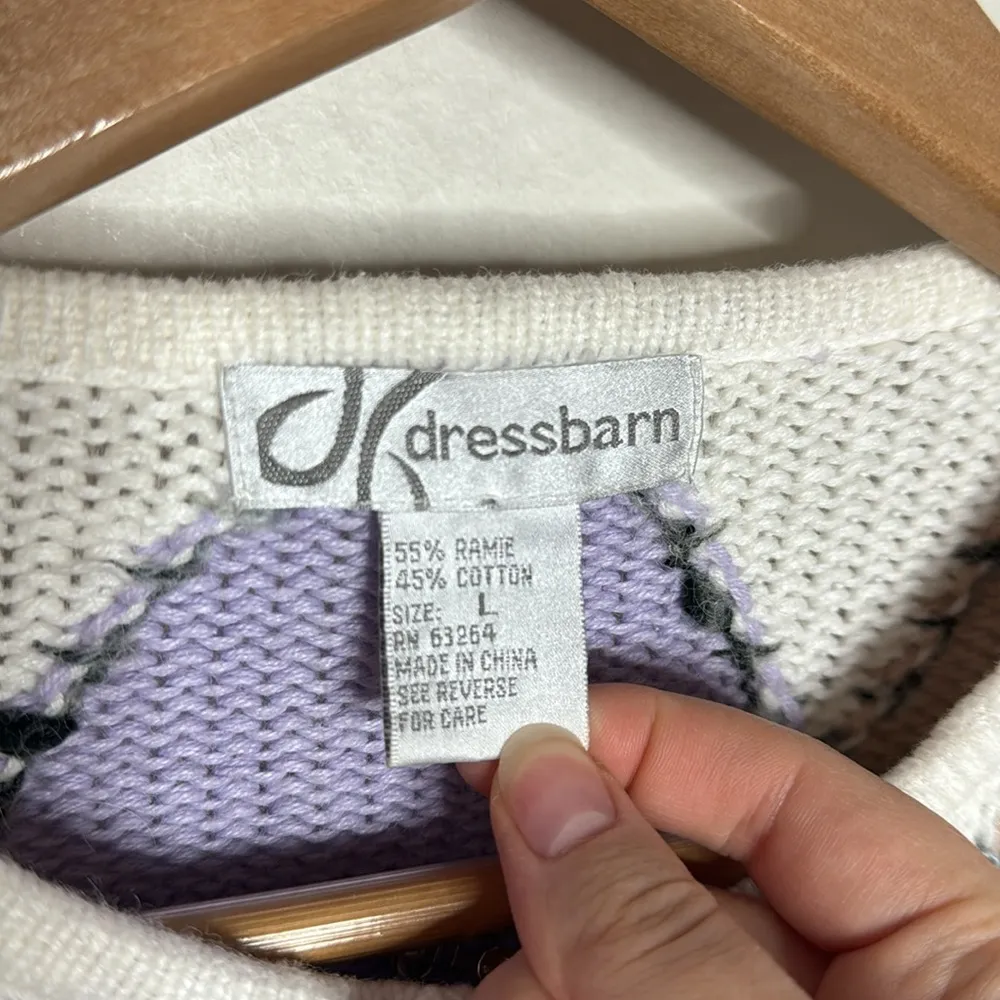 dressbarn
55% RAMIE
45% COTTON
SIZE: L
RN 63264
MADE IN CHINA
SEE REVERSE
FOR CARE